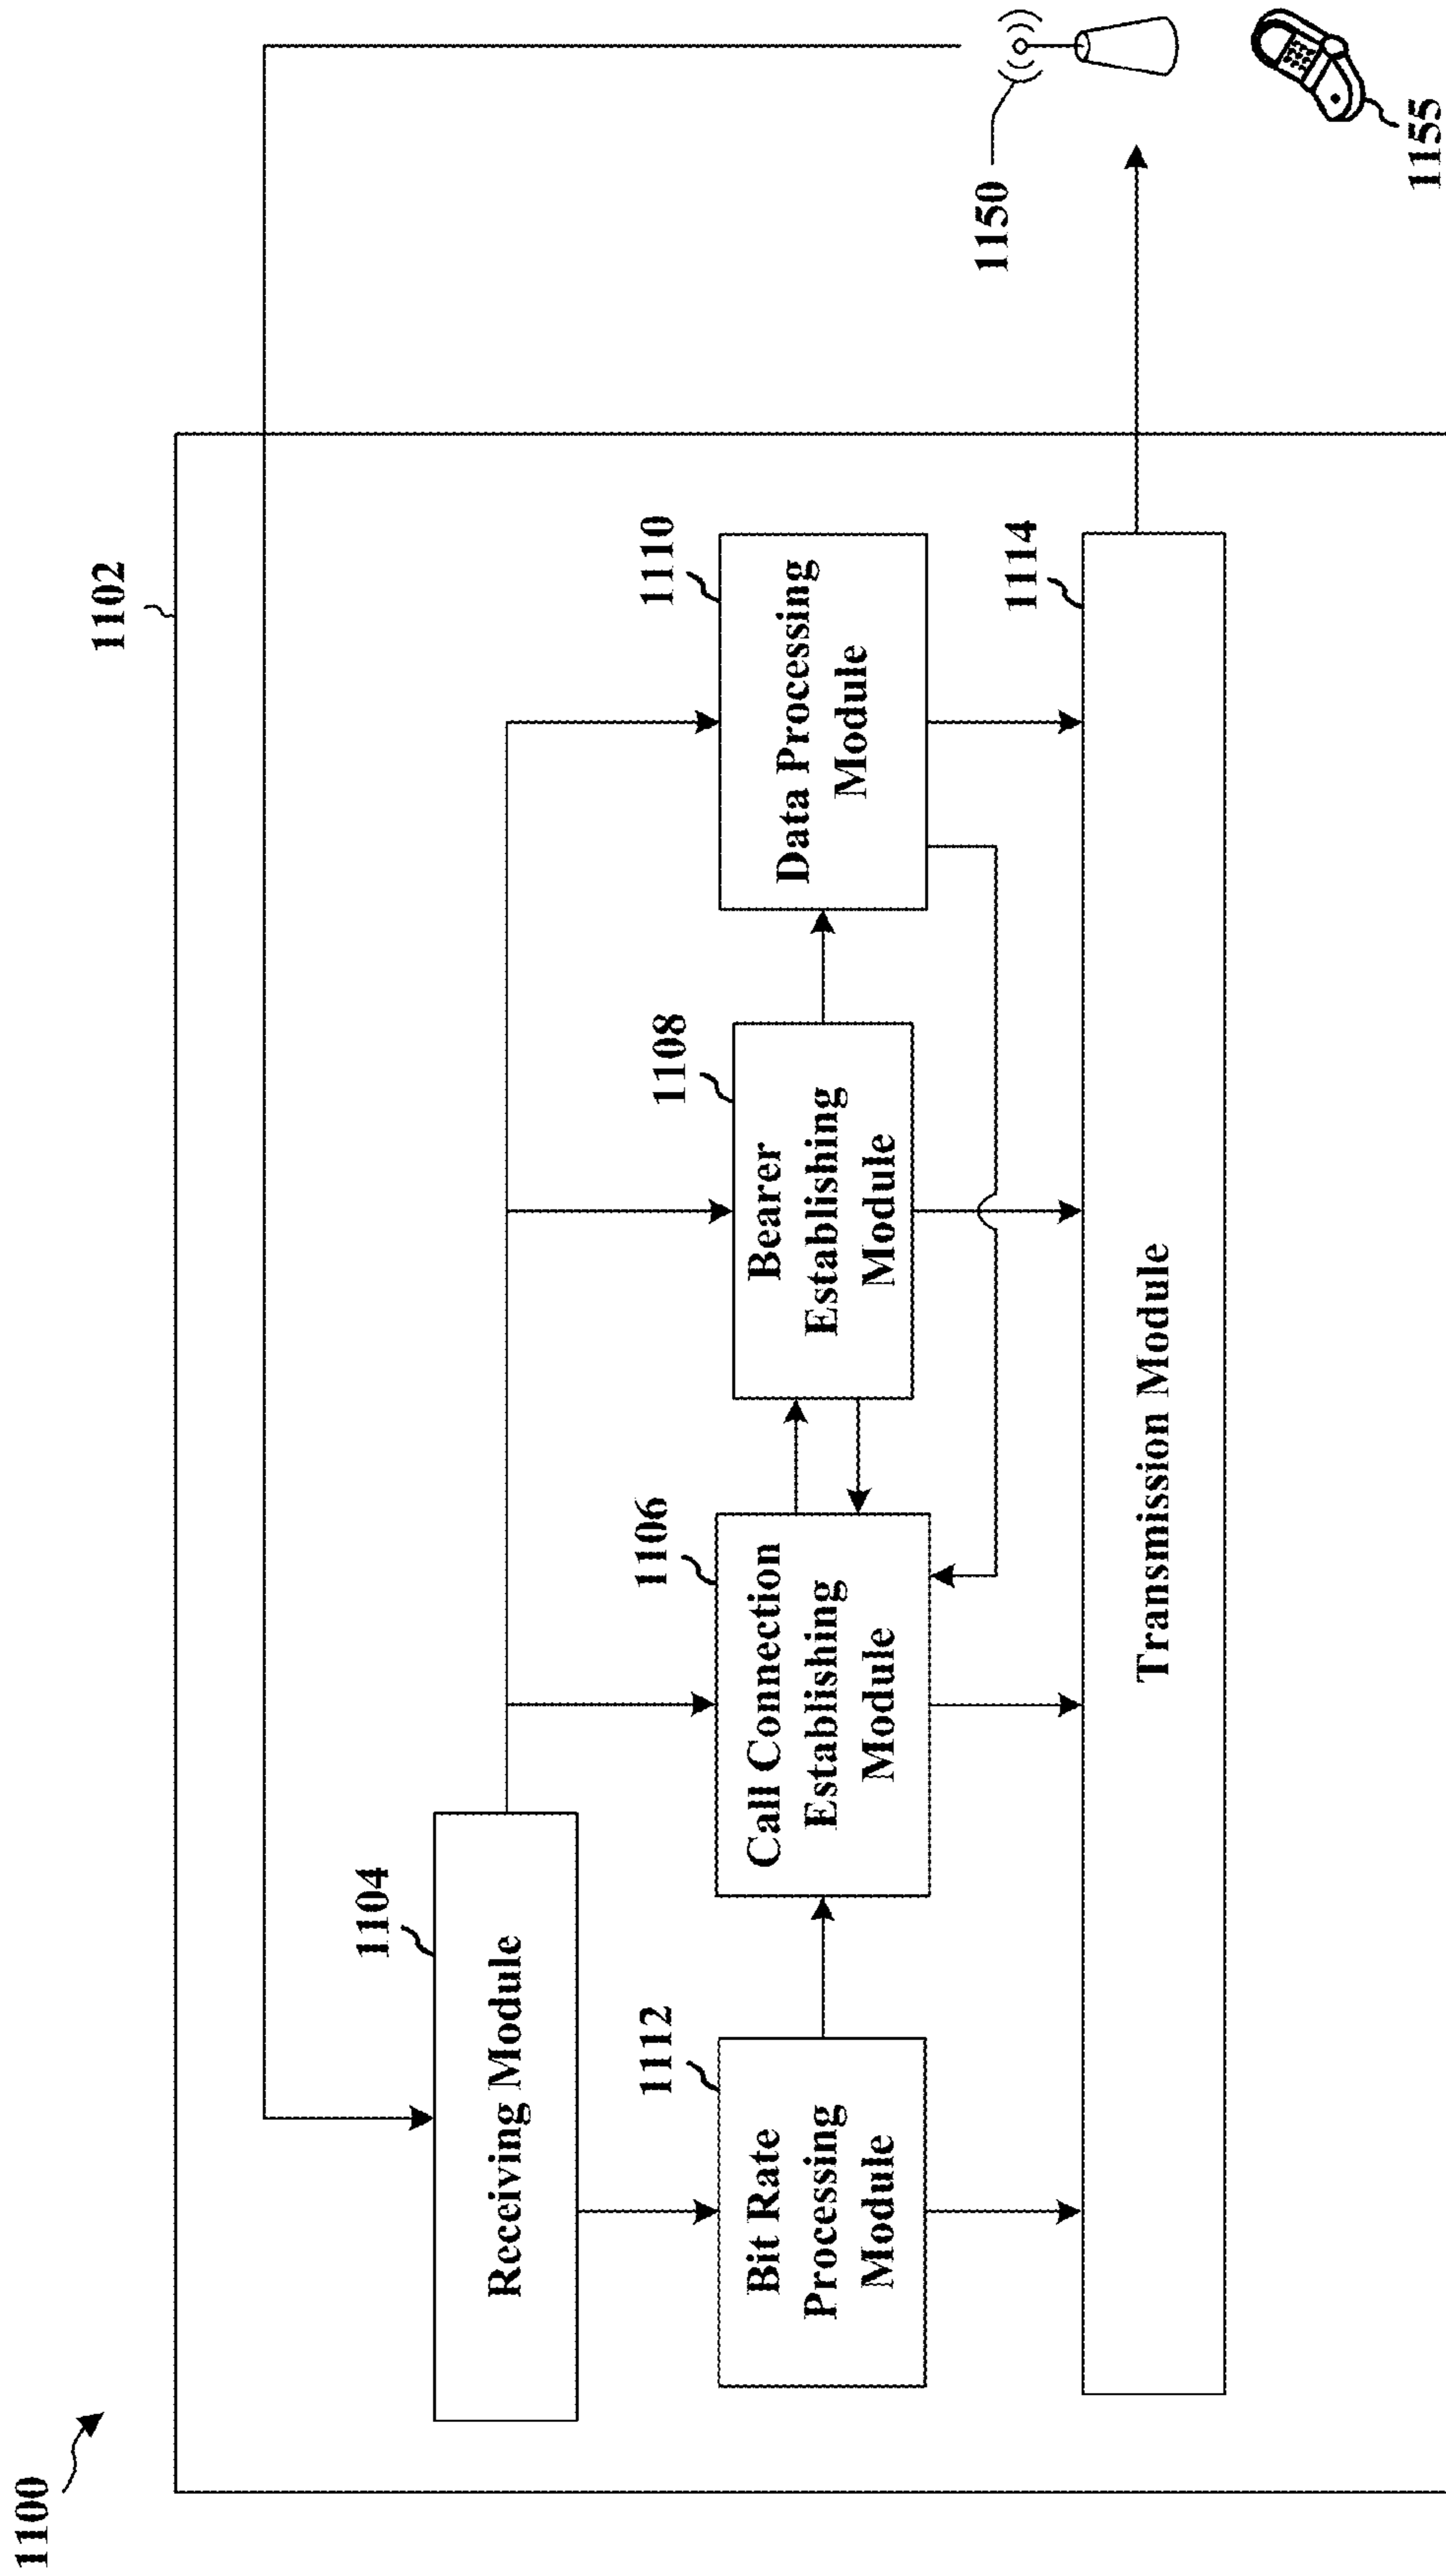 1100
1102
1104
Receiving Module
1112
Bit Rate
Processing
Module
1106
Call Connection
Establishing
Module
1108
Bearer
Establishing
Module
1110
Data Processing
Module
1114
Transmission Module
1150
1155